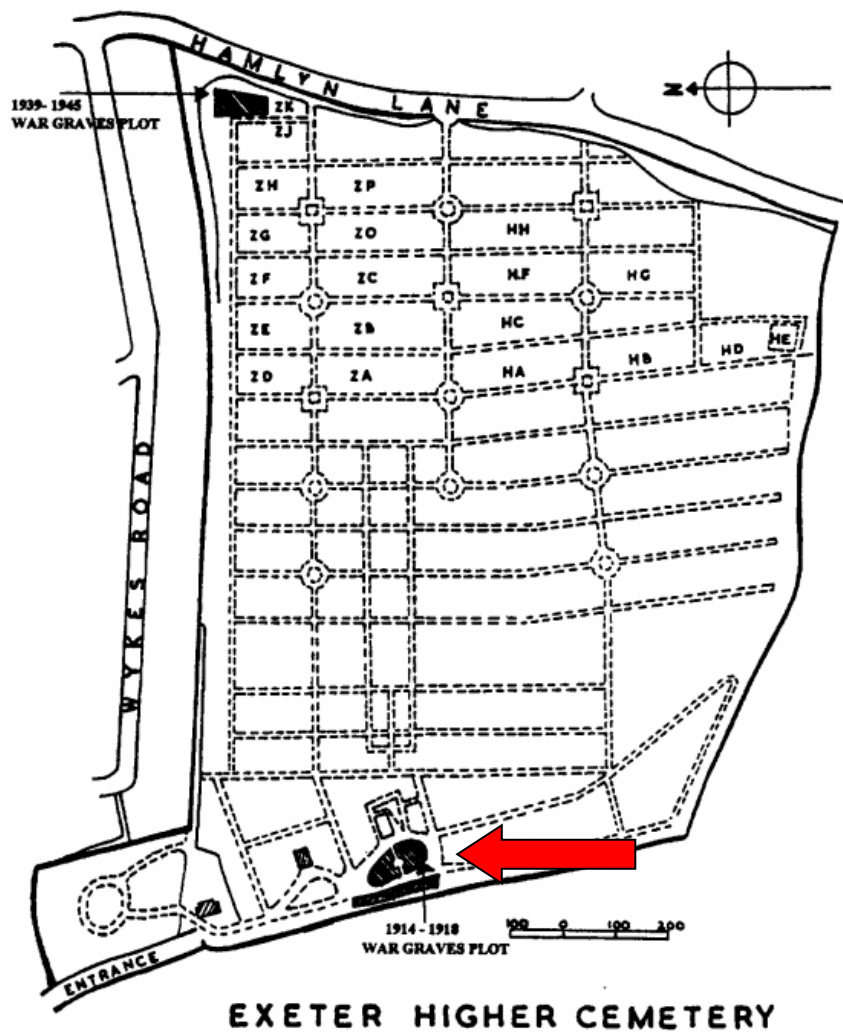 HAMLYN LANE
N
1939- 1945
WAR GRAVES PLOT
ZK
ZJ
ZH
ZP
ZG
ZO
HH
ZF
ZC
HF
HG
ZE
ZB
HC
HE
ZD
ZA
HA
HB
HD
WYKES ROAD
1914 - 1918
WAR GRAVES PLOT
100 0 100 200
ENTRANCE
EXETER HIGHER CEMETERY